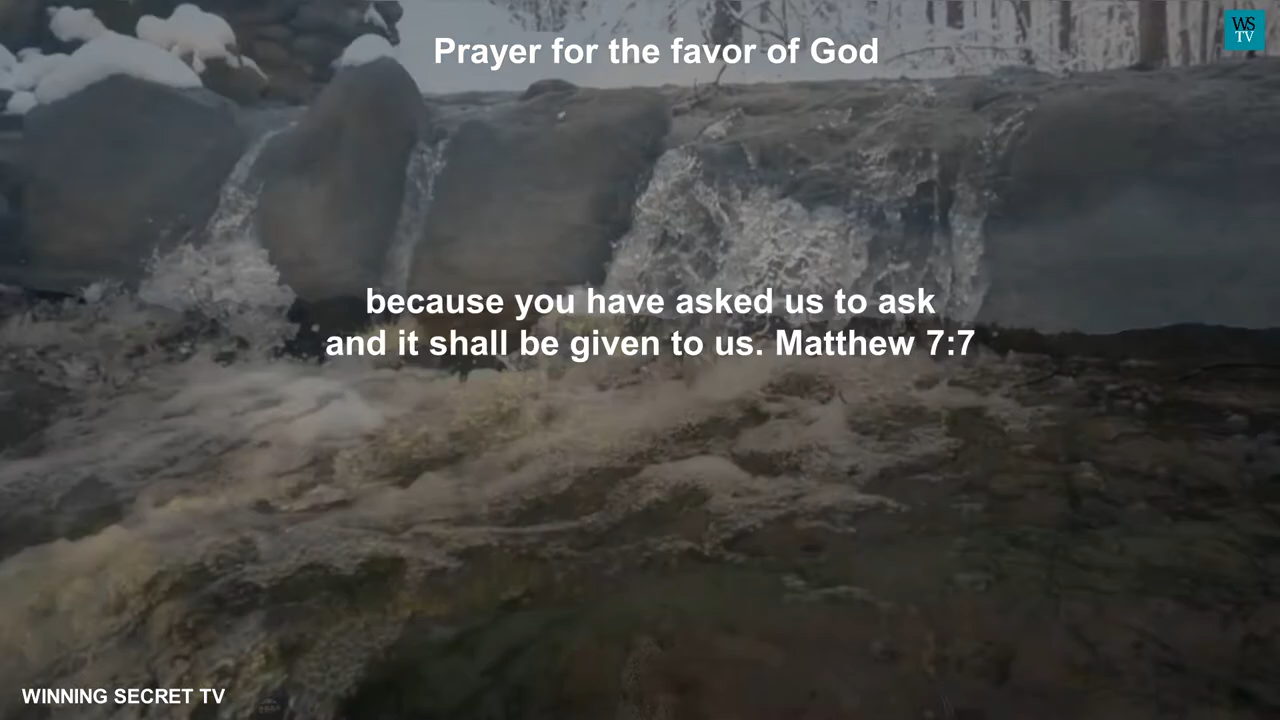 Prayer for the favor of God
WS
TV
because you have asked us to ask
and it shall be given to us. Matthew 7:7
WINNING SECRET TV